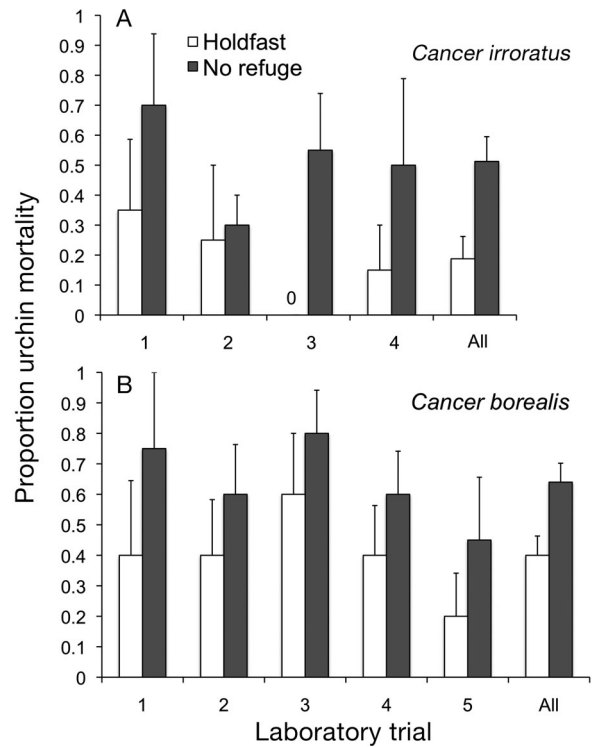 Proportion urchin mortality
A
Holdfast
No refuge
Cancer irroratus
1
0.9
0.8
0.7
0.6
0.5
0.4
0.3
0.2
0.1
0
0
1 2 3 4 All
B
Cancer borealis
1
0.9
0.8
0.7
0.6
0.5
0.4
0.3
0.2
0.1
0
1 2 3 4 5 All
Laboratory trial